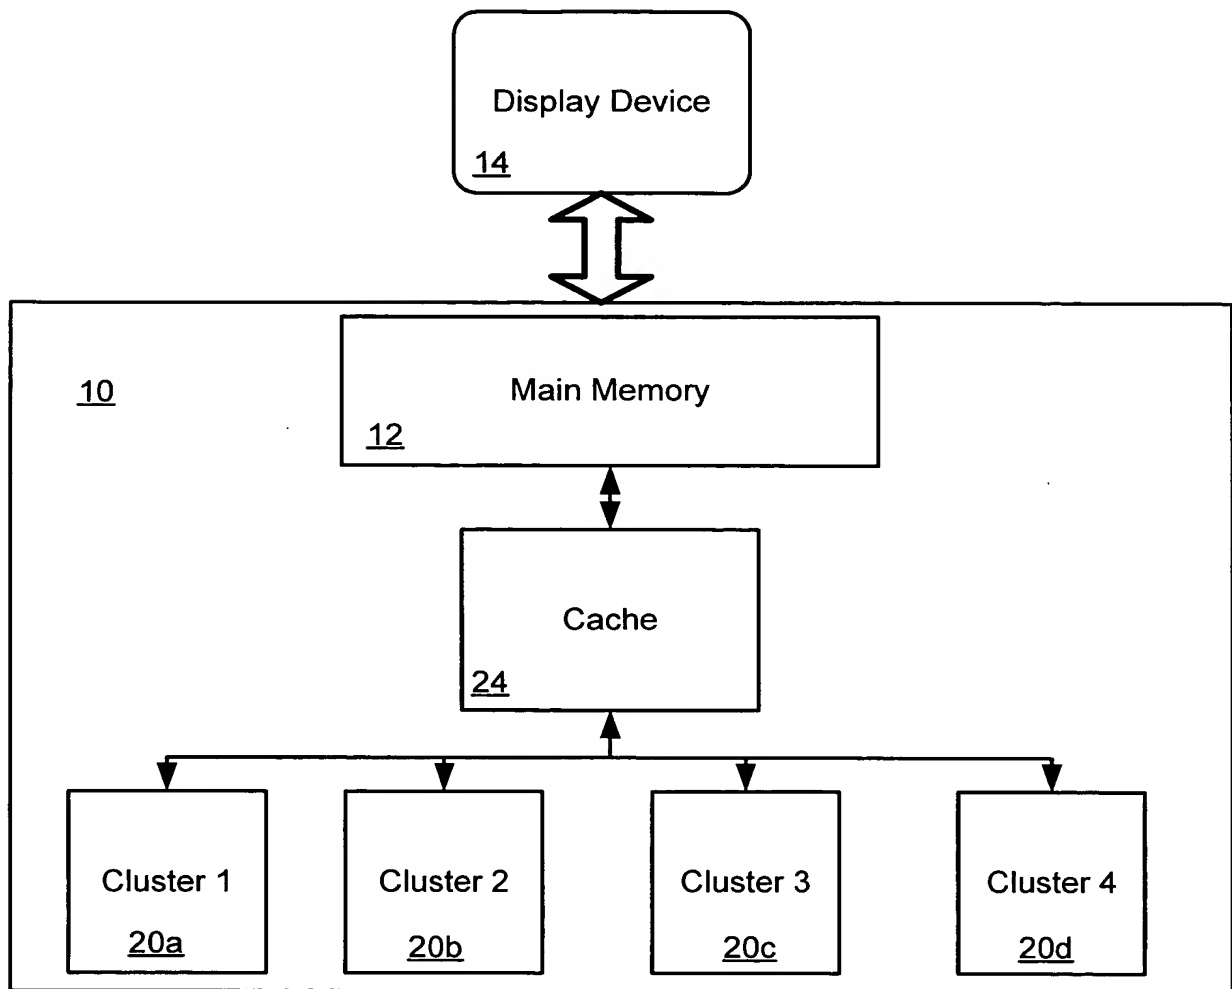 Display Device
14
10
Main Memory
12
Cache
24
Cluster 1
20a
Cluster 2
20b
Cluster 3
20c
Cluster 4
20d